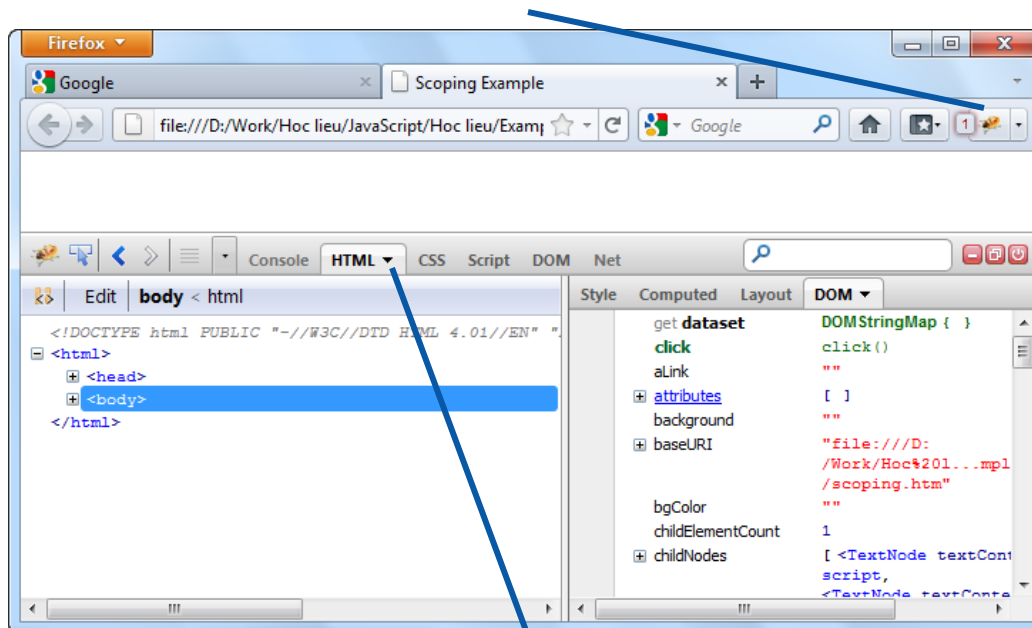 Firefox
Google
Scoping Example
file:///D:/Work/Hoc lieu/JavaScript/Hoc lieu/Examp
Google
1
Console HTML CSS Script DOM Net
Edit body < html
<!DOCTYPE html PUBLIC "-//W3C//DTD HTML 4.01//EN" "
<html>
<head>
<body>
</html>
Style Computed Layout DOM
get dataset DOMStringMap { }
click click()
aLink ""
attributes [ ]
background ""
baseURI "file:///D:
/Work/Hoc%20l...mpl
/scoping.htm"
bgColor ""
childElementCount 1
childNodes [ <TextNode textCont
script,
<TextNode textConte